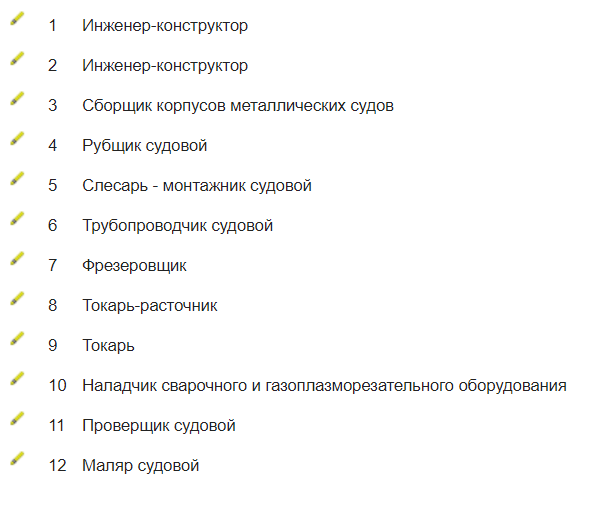 1 Инженер-конструктор
2 Инженер-конструктор
3 Сборщик корпусов металлических судов
4 Рубщик судовой
5 Слесарь - монтажник судовой
6 Трубопроводчик судовой
7 Фрезеровщик
8 Токарь-расточник
9 Токарь
10 Наладчик сварочного и газоплазморезательного оборудования
11 Проверщик судовой
12 Маляр судовой